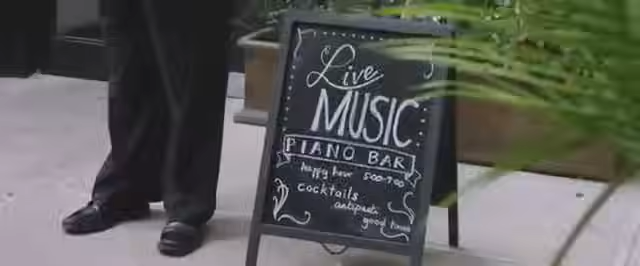 Live
MUSIC
PIANO BAR
happy hour 5:00-7:00
cocktails
antipasti
good times